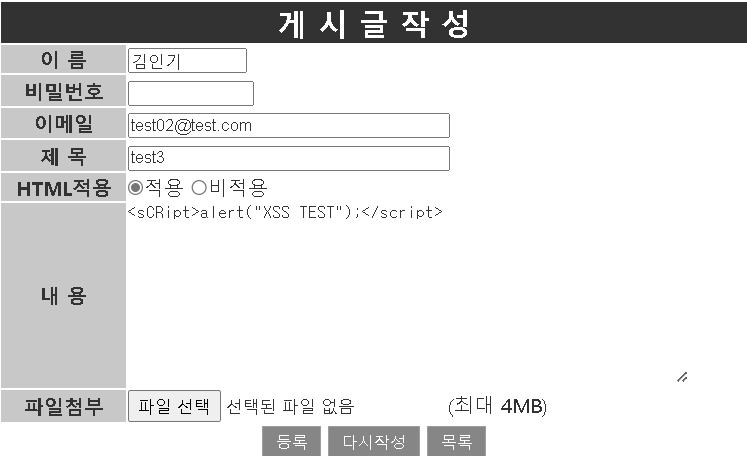 게 시 글 작 성
이 름 김인기
비밀번호
이메일 test02@test.com
제 목 test3
HTML적용 적용 비적용
내 용 <sCRipt>alert("XSS TEST");</script>
파일첨부 파일 선택 선택된 파일 없음 (최대 4MB)
등록 다시작성 목록